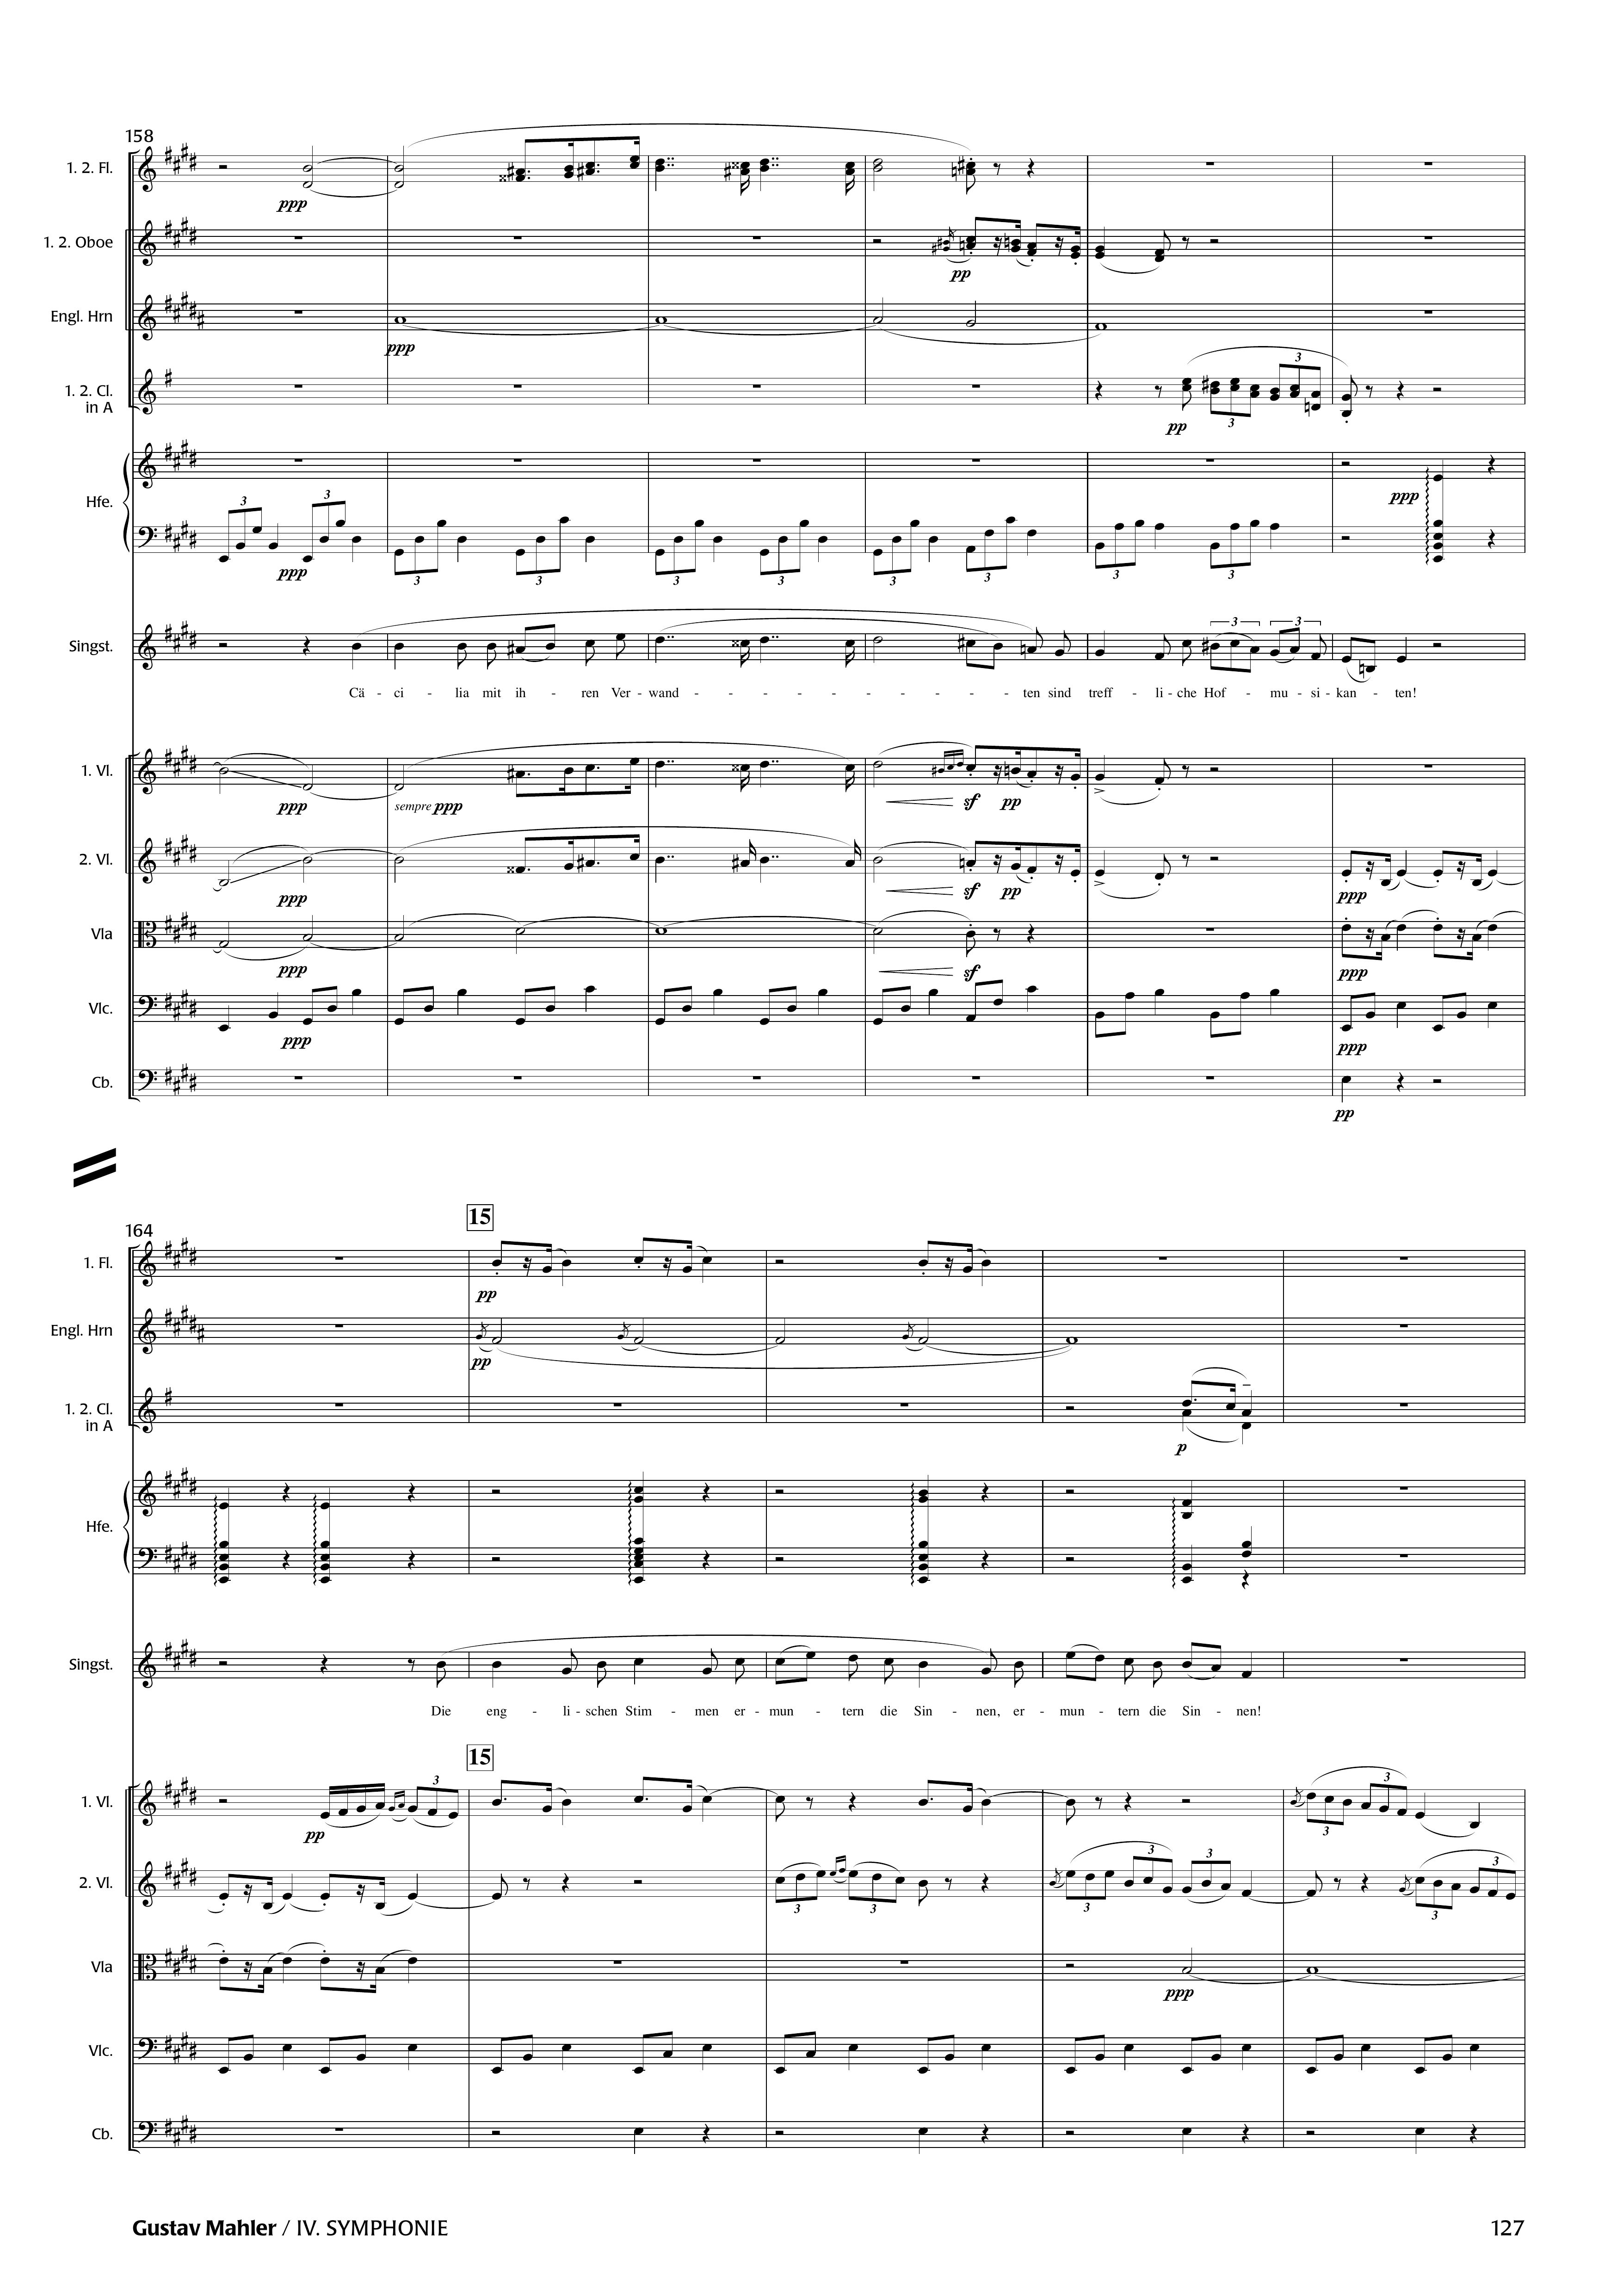 158
1. 2. Fl.
ppp
1. 2. Oboe
pp
Engl. Hrn
ppp
1. 2. Cl.
in A
3
3
pp
Hfe.
ppp
3 3
ppp
3 3 3 3 3 3 3 3
Singst.
3 3
Cä - ci - lia mit ih - ren Ver - wand - - - - - - - - - - - ten sind treff - li - che Hof - mu - si - kan - ten!
1. Vl.
ppp sempre ppp sf pp
2. Vl.
ppp sf pp ppp
Vla
ppp sf ppp
Vlc.
ppp ppp
Cb.
pp
15
164
1. Fl.
pp
Engl. Hrn
pp
1. 2. Cl.
in A
p
Hfe.
Singst.
Die eng - li - schen Stim - men er - mun - tern die Sin - nen, er - mun - tern die Sin - nen!
15
1. Vl.
3 3 3
pp
2. Vl.
3 3 3 3 3 3 3
Vla
ppp
Vlc.
Cb.
Gustav Mahler / IV. SYMPHONIE 127